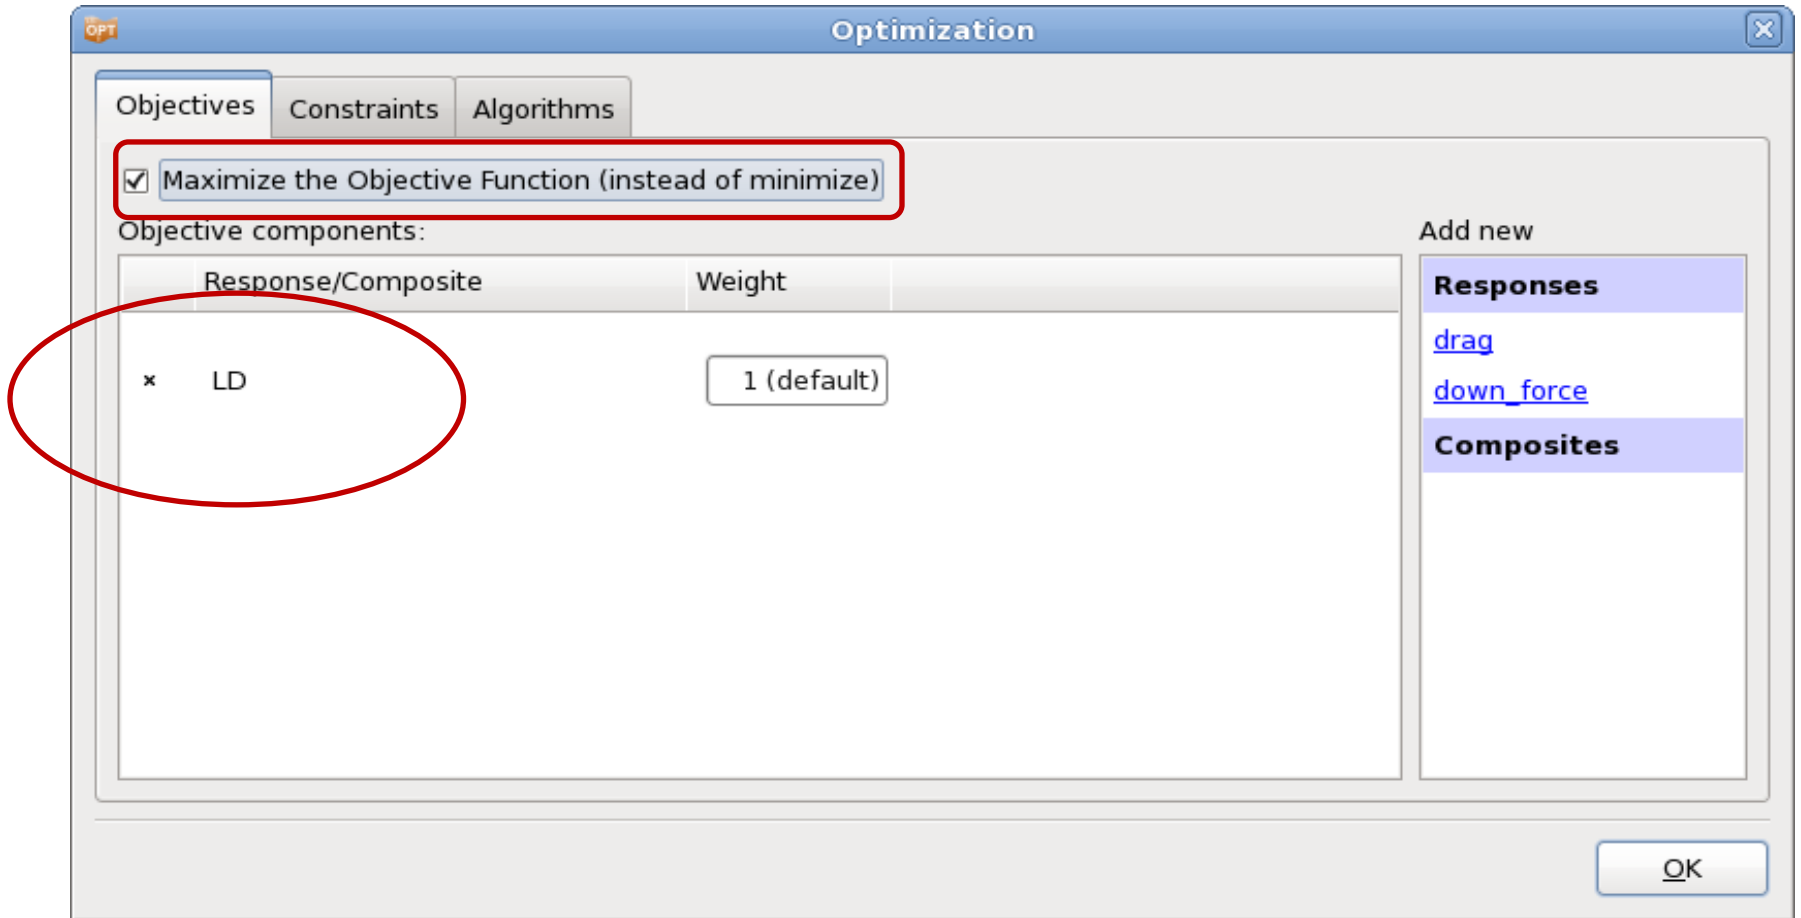 OPT
Optimization
Objectives
Constraints
Algorithms
Maximize the Objective Function (instead of minimize)
Objective components:
Add new
Response/Composite
Weight
LD
1 (default)
Responses
drag
down_force
Composites
OK